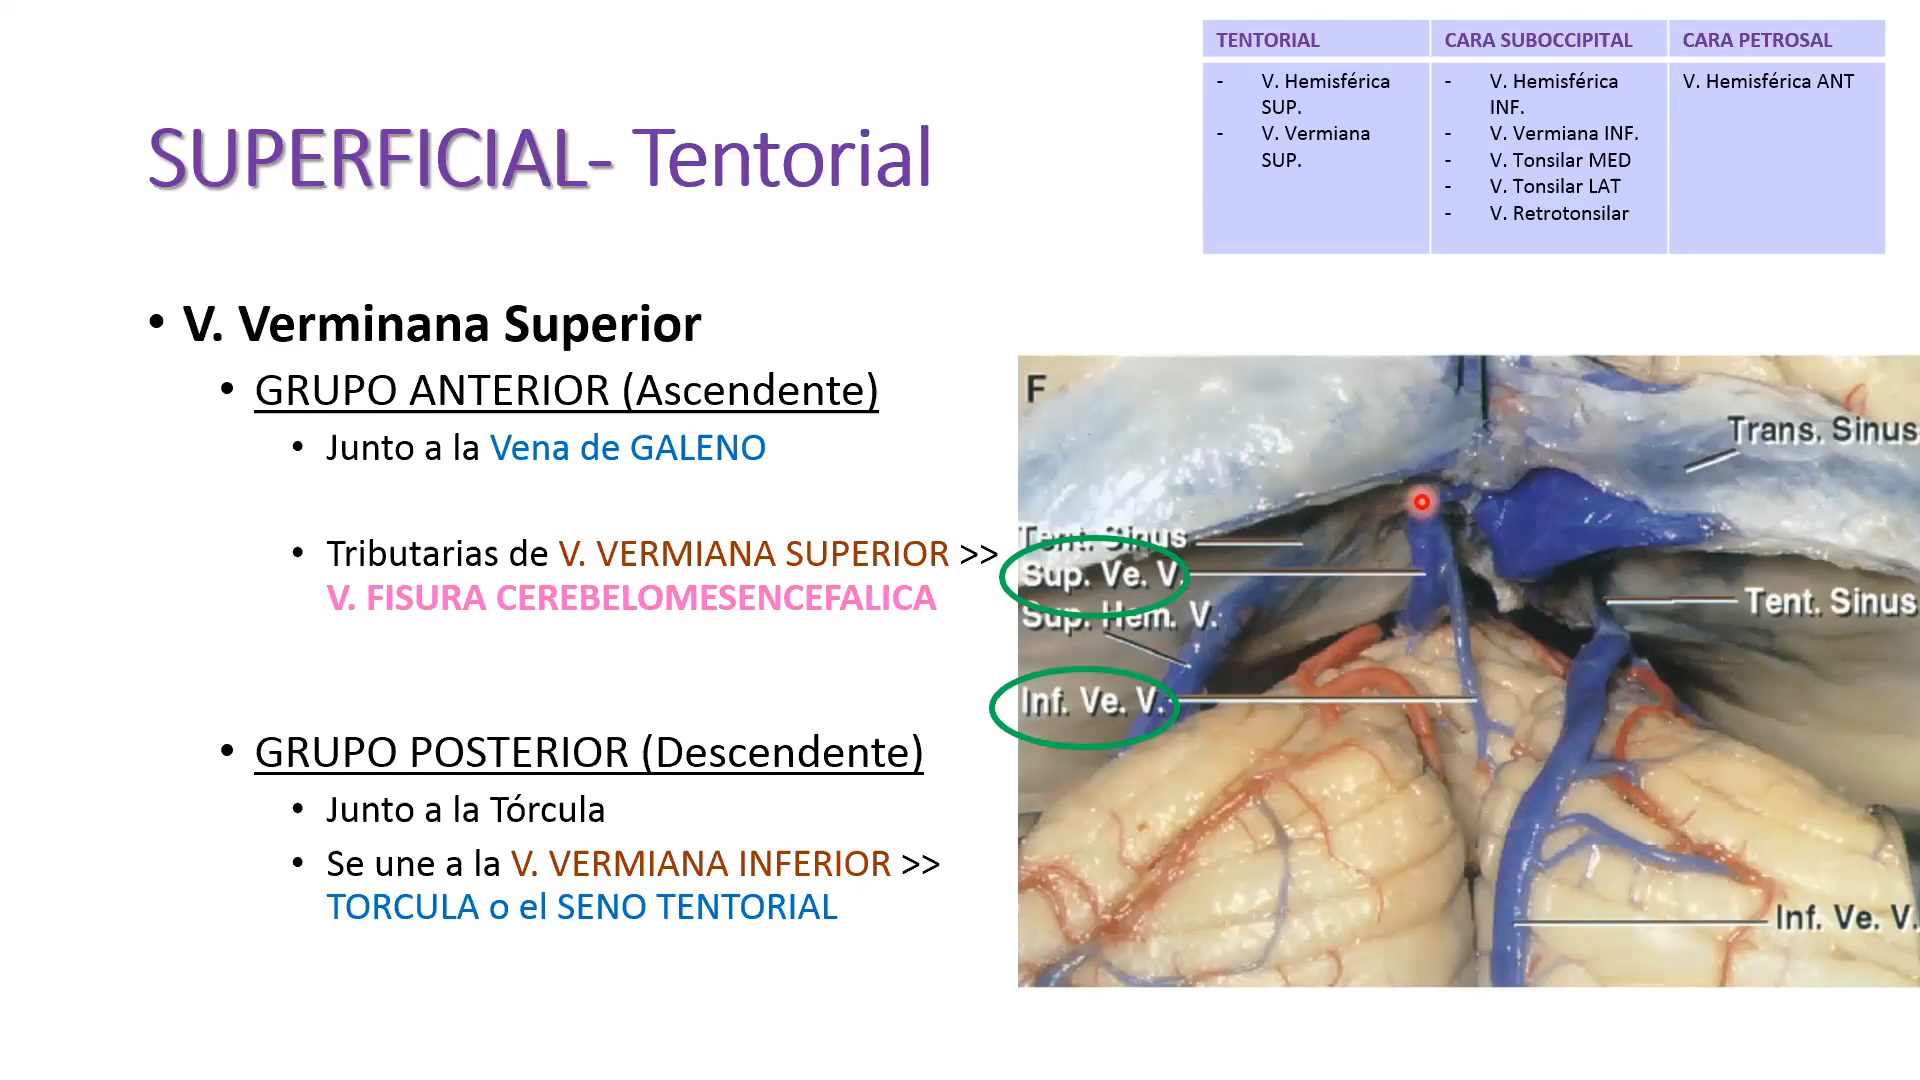 TENTORIAL
CARA SUBOCCIPITAL
CARA PETROSAL
- V. Hemisférica
SUP.
- V. Vermiana
SUP.
- V. Hemisférica
INF.
- V. Vermiana INF.
- V. Tonsilar MED
- V. Tonsilar LAT
- V. Retrotonsilar
V. Hemisférica ANT
SUPERFICIAL- Tentorial
• V. Verminana Superior
• GRUPO ANTERIOR (Ascendente)
• Junto a la Vena de GALENO
• Tributarias de V. VERMIANA SUPERIOR >>
V. FISURA CEREBELOMESENCEFALICA
• GRUPO POSTERIOR (Descendente)
• Junto a la Tórcula
• Se une a la V. VERMIANA INFERIOR >>
TORCULA o el SENO TENTORIAL
F
Trans. Sinus
Tent. Sinus
Sup. Ve. V.
Sup. Hem. V.
Tent. Sinus
Inf. Ve. V.
Inf. Ve. V.